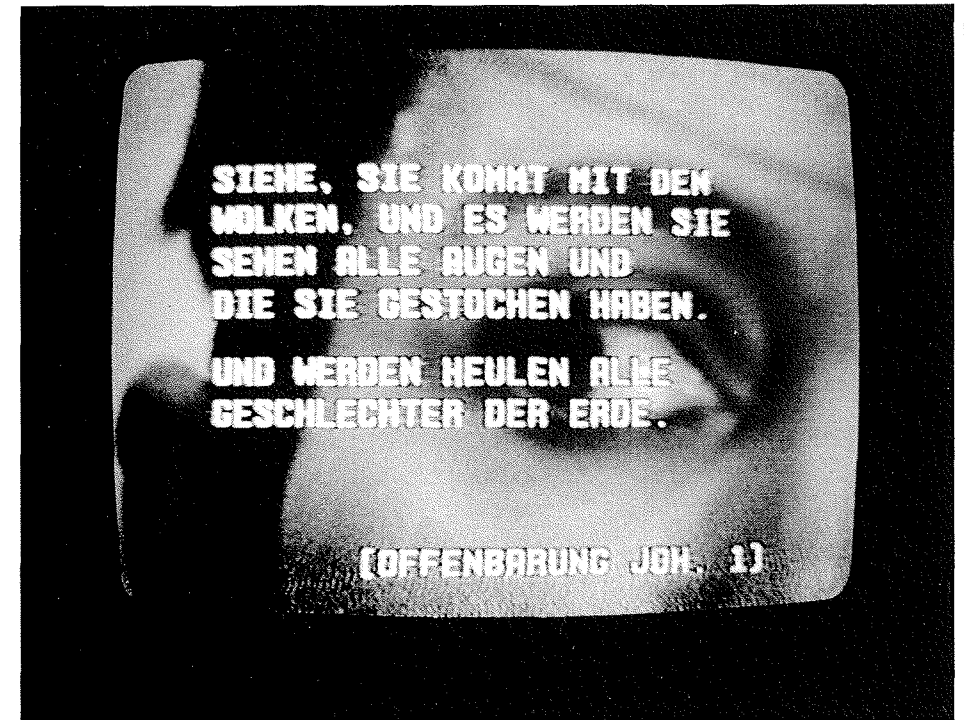 SIEHE, SIE KOMMT MIT DEN
WOLKEN, UND ES WERDEN SIE
SEHEN ALLE AUGEN UND
DIE SIE GESTOCHEN HABEN.
UND WERDEN HEULEN ALLE
GESCHLECHTER DER ERDE.
(OFFENBARUNG JOH. 1)